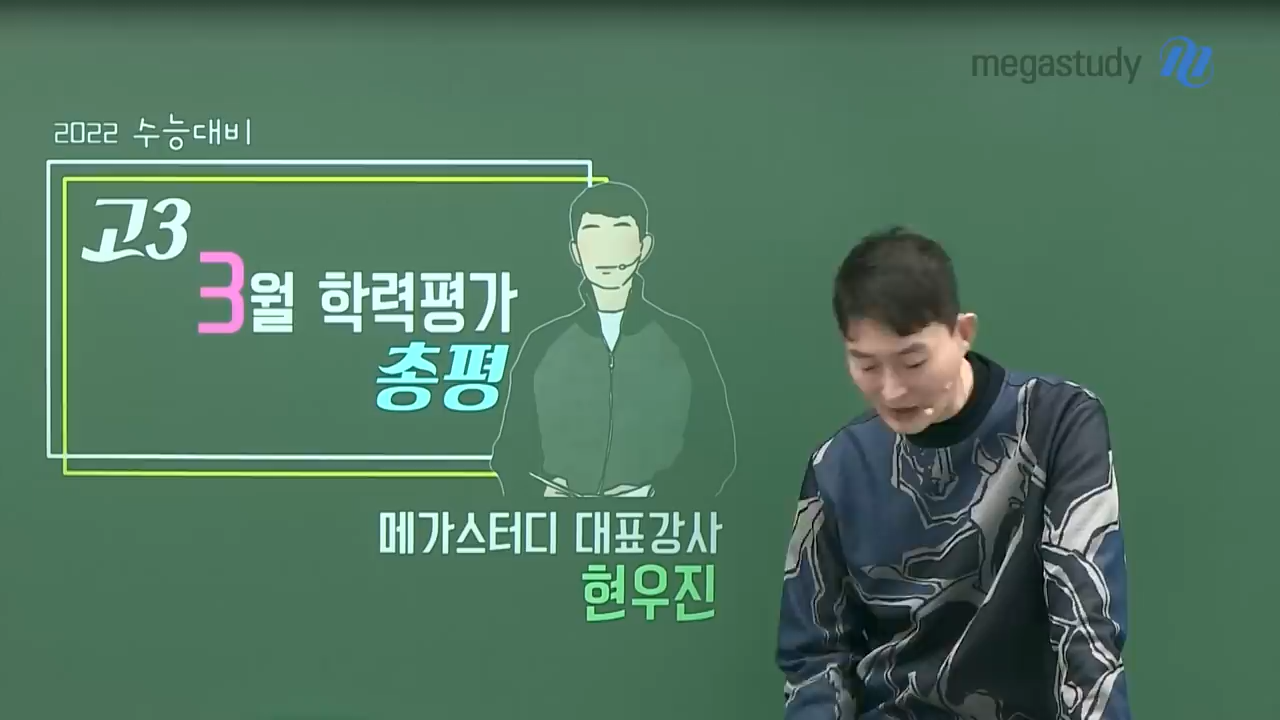 megastudy
2022 수능대비
고3
3월 학력평가
총평
메가스터디 대표강사
현우진